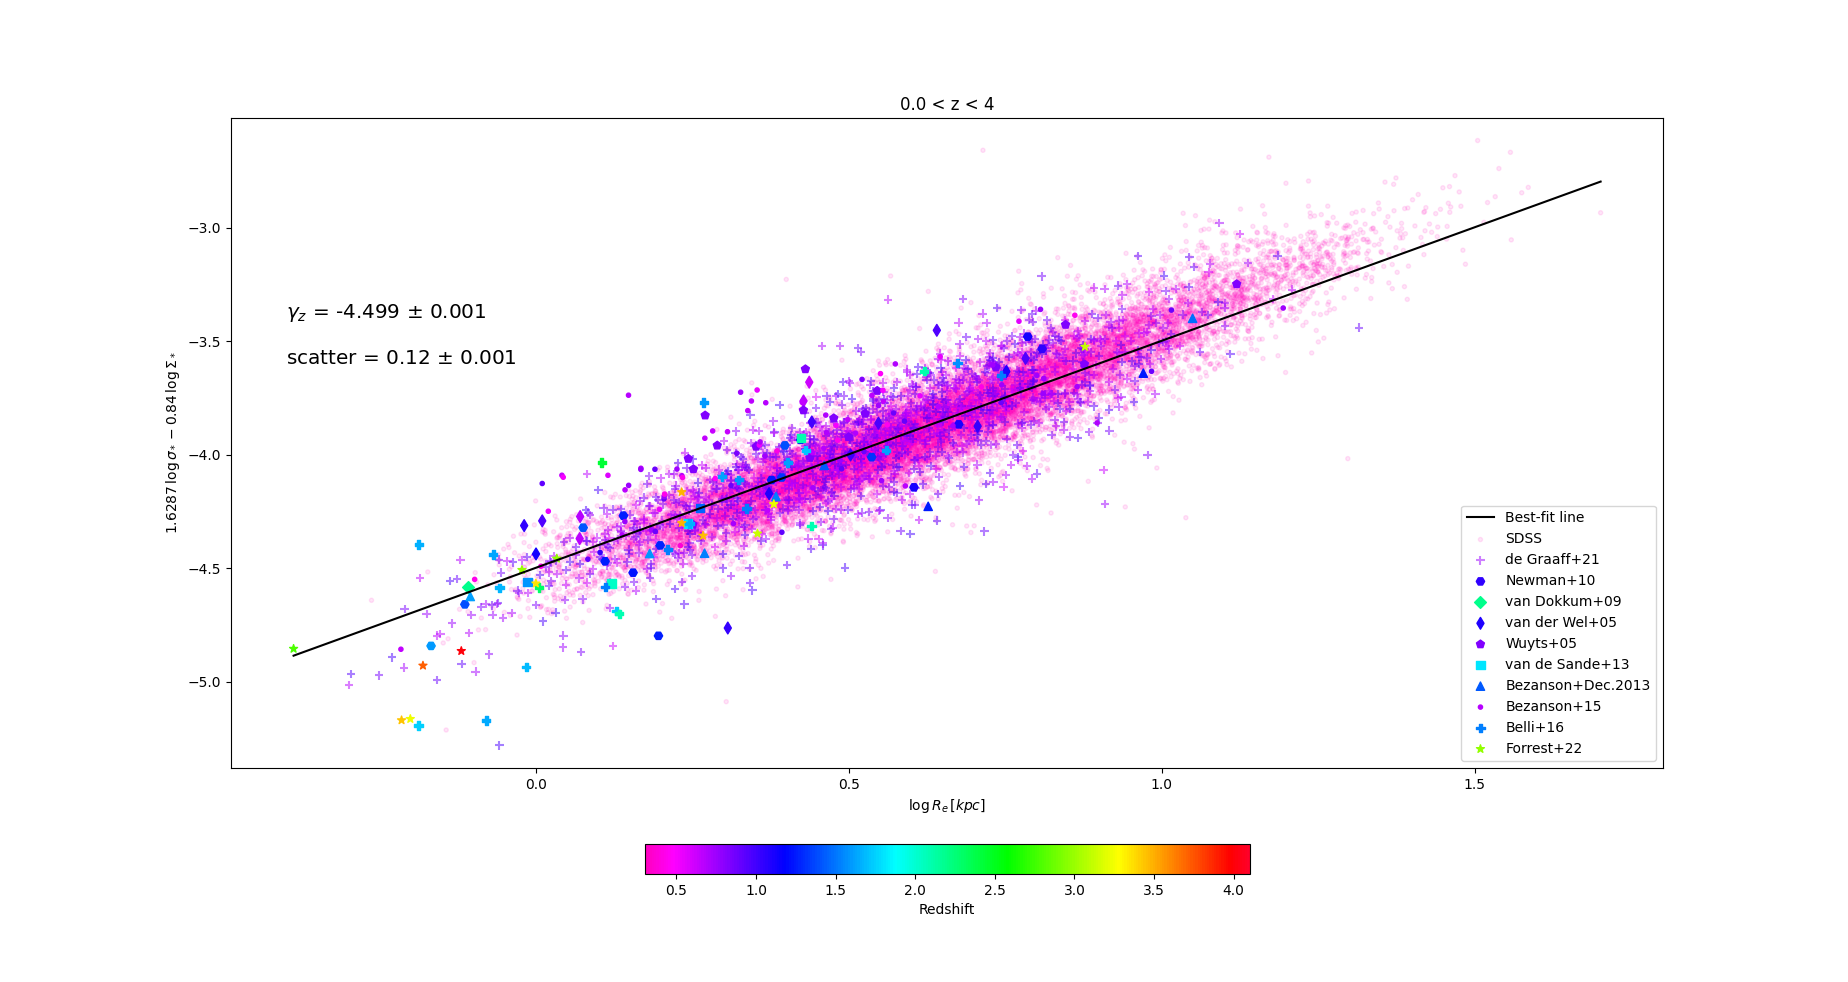 0.0 < z < 4
γz = -4.499 ± 0.001
scatter = 0.12 ± 0.001
1.6287 log σ* − 0.84 log Σ*
−3.0
−3.5
−4.0
−4.5
−5.0
Best-fit line
SDSS
de Graaff+21
Newman+10
van Dokkum+09
van der Wel+05
Wuyts+05
van de Sande+13
Bezanson+Dec.2013
Bezanson+15
Belli+16
Forrest+22
0.0 0.5 1.0 1.5
log Re [kpc]
0.5 1.0 1.5 2.0 2.5 3.0 3.5 4.0
Redshift